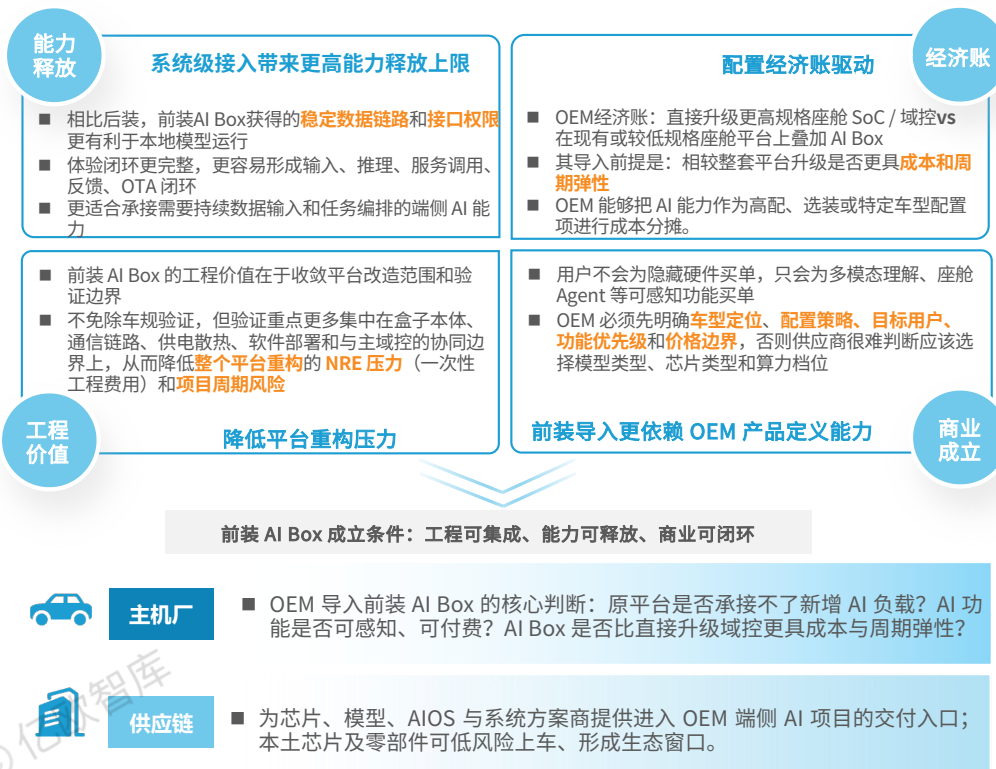 能力
释放
系统级接入带来更高能力释放上限
■ 相比后装，前装AI Box获得的稳定数据链路和接口权限
更有利于本地模型运行
■ 体验闭环更完整，更容易形成输入、推理、服务调用、
反馈、OTA 闭环
■ 更适合承接需要持续数据输入和任务编排的端侧 AI 能
力
经济账
配置经济账驱动
■ OEM经济账：直接升级更高规格座舱 SoC / 域控vs
在现有或较低规格座舱平台上叠加 AI Box
■ 其导入前提是：相较整套平台升级是否更具成本和周
期弹性
■ OEM 能够把 AI 能力作为高配、选装或特定车型配置
项进行成本分摊。
■ 前装 AI Box 的工程价值在于收敛平台改造范围和验
证边界
■ 不免除车规验证，但验证重点更多集中在盒子本体、
通信链路、供电散热、软件部署和与主域控的协同边
界上，从而降低整个平台重构的 NRE 压力（一次性
工程费用）和项目周期风险
工程
价值
降低平台重构压力
■ 用户不会为隐藏硬件买单，只会为多模态理解、座舱
Agent 等可感知功能买单
■ OEM 必须先明确车型定位、配置策略、目标用户、
功能优先级和价格边界，否则供应商很难判断应该选
择模型类型、芯片类型和算力档位
前装导入更依赖 OEM 产品定义能力
商业
成立
前装 AI Box 成立条件：工程可集成、能力可释放、商业可闭环
主机厂
■ OEM 导入前装 AI Box 的核心判断：原平台是否承接不了新增 AI 负载？AI 功
能是否可感知、可付费？AI Box 是否比直接升级域控更具成本与周期弹性？
供应链
■ 为芯片、模型、AIOS 与系统方案商提供进入 OEM 端侧 AI 项目的交付入口；
本土芯片及零部件可低风险上车、形成生态窗口。
亿欧智库